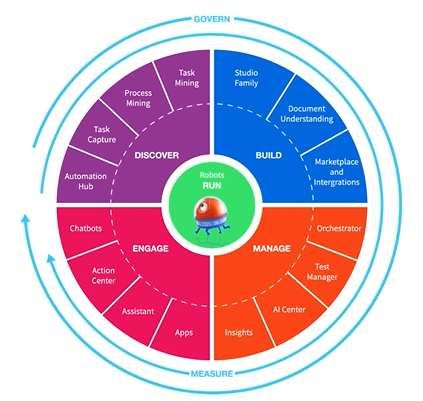 GOVERN
Task
Mining
Process
Mining
Task
Capture
Automation
Hub
DISCOVER
Studio
Family
Document
Understanding
Marketplace
and
Intergrations
BUILD
Robots
RUN
Chatbots
Action
Center
Assistant
Apps
ENGAGE
Orchestrator
Test
Manager
AI Center
Insights
MANAGE
MEASURE